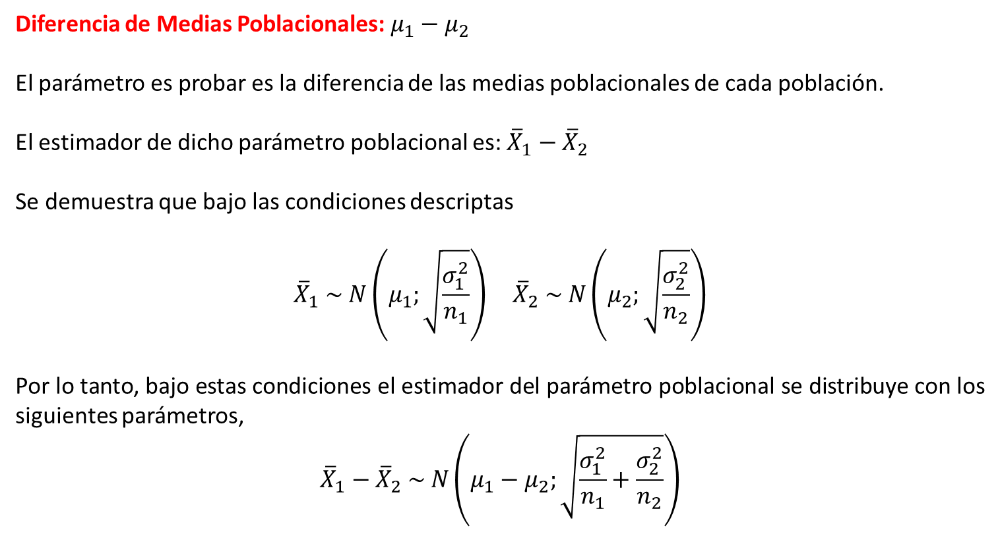 Diferencia de Medias Poblacionales: $\mu_1 - \mu_2$
El parámetro es probar es la diferencia de las medias poblacionales de cada población.
El estimador de dicho parámetro poblacional es: $\bar{X}_1 - \bar{X}_2$
Se demuestra que bajo las condiciones descriptas
$\bar{X}_1 \sim N\left(\mu_1; \sqrt{\frac{\sigma_1^2}{n_1}}\right) \quad \bar{X}_2 \sim N\left(\mu_2; \sqrt{\frac{\sigma_2^2}{n_2}}\right)$
Por lo tanto, bajo estas condiciones el estimador del parámetro poblacional se distribuye con los
siguientes parámetros,
$\bar{X}_1 - \bar{X}_2 \sim N\left(\mu_1 - \mu_2; \sqrt{\frac{\sigma_1^2}{n_1} + \frac{\sigma_2^2}{n_2}}\right)$